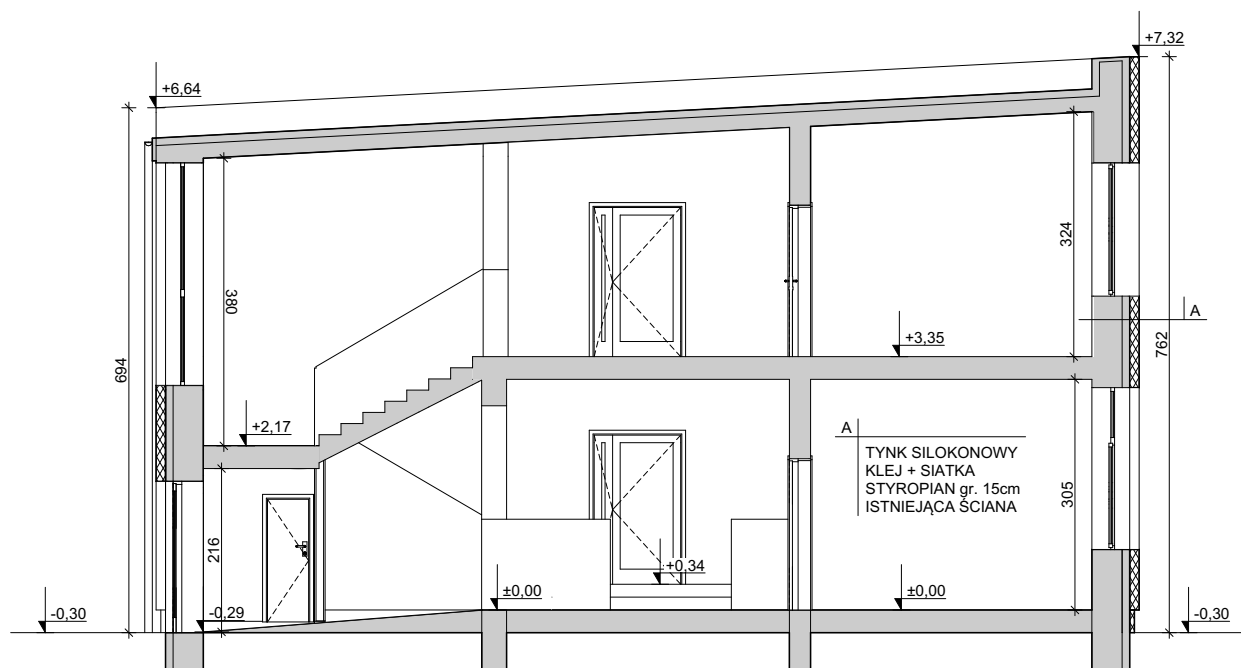 +7,32
+6,64
324
380
A
694
762
+3,35
+2,17
A
TYNK SILOKONOWY
KLEJ + SIATKA
STYROPIAN gr. 15cm
ISTNIEJĄCA ŚCIANA
305
216
+0,34
±0,00
±0,00
-0,30
-0,29
-0,30